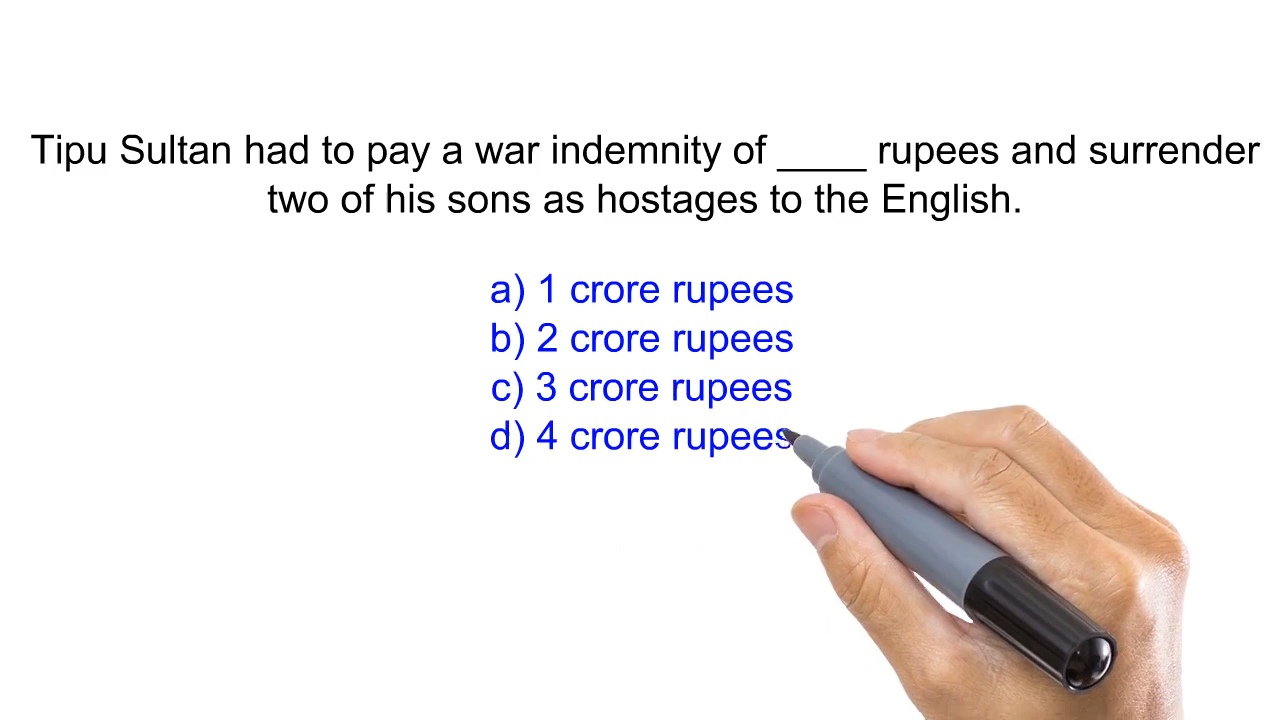 Tipu Sultan had to pay a war indemnity of ____ rupees and surrender
two of his sons as hostages to the English.
a) 1 crore rupees
b) 2 crore rupees
c) 3 crore rupees
d) 4 crore rupees